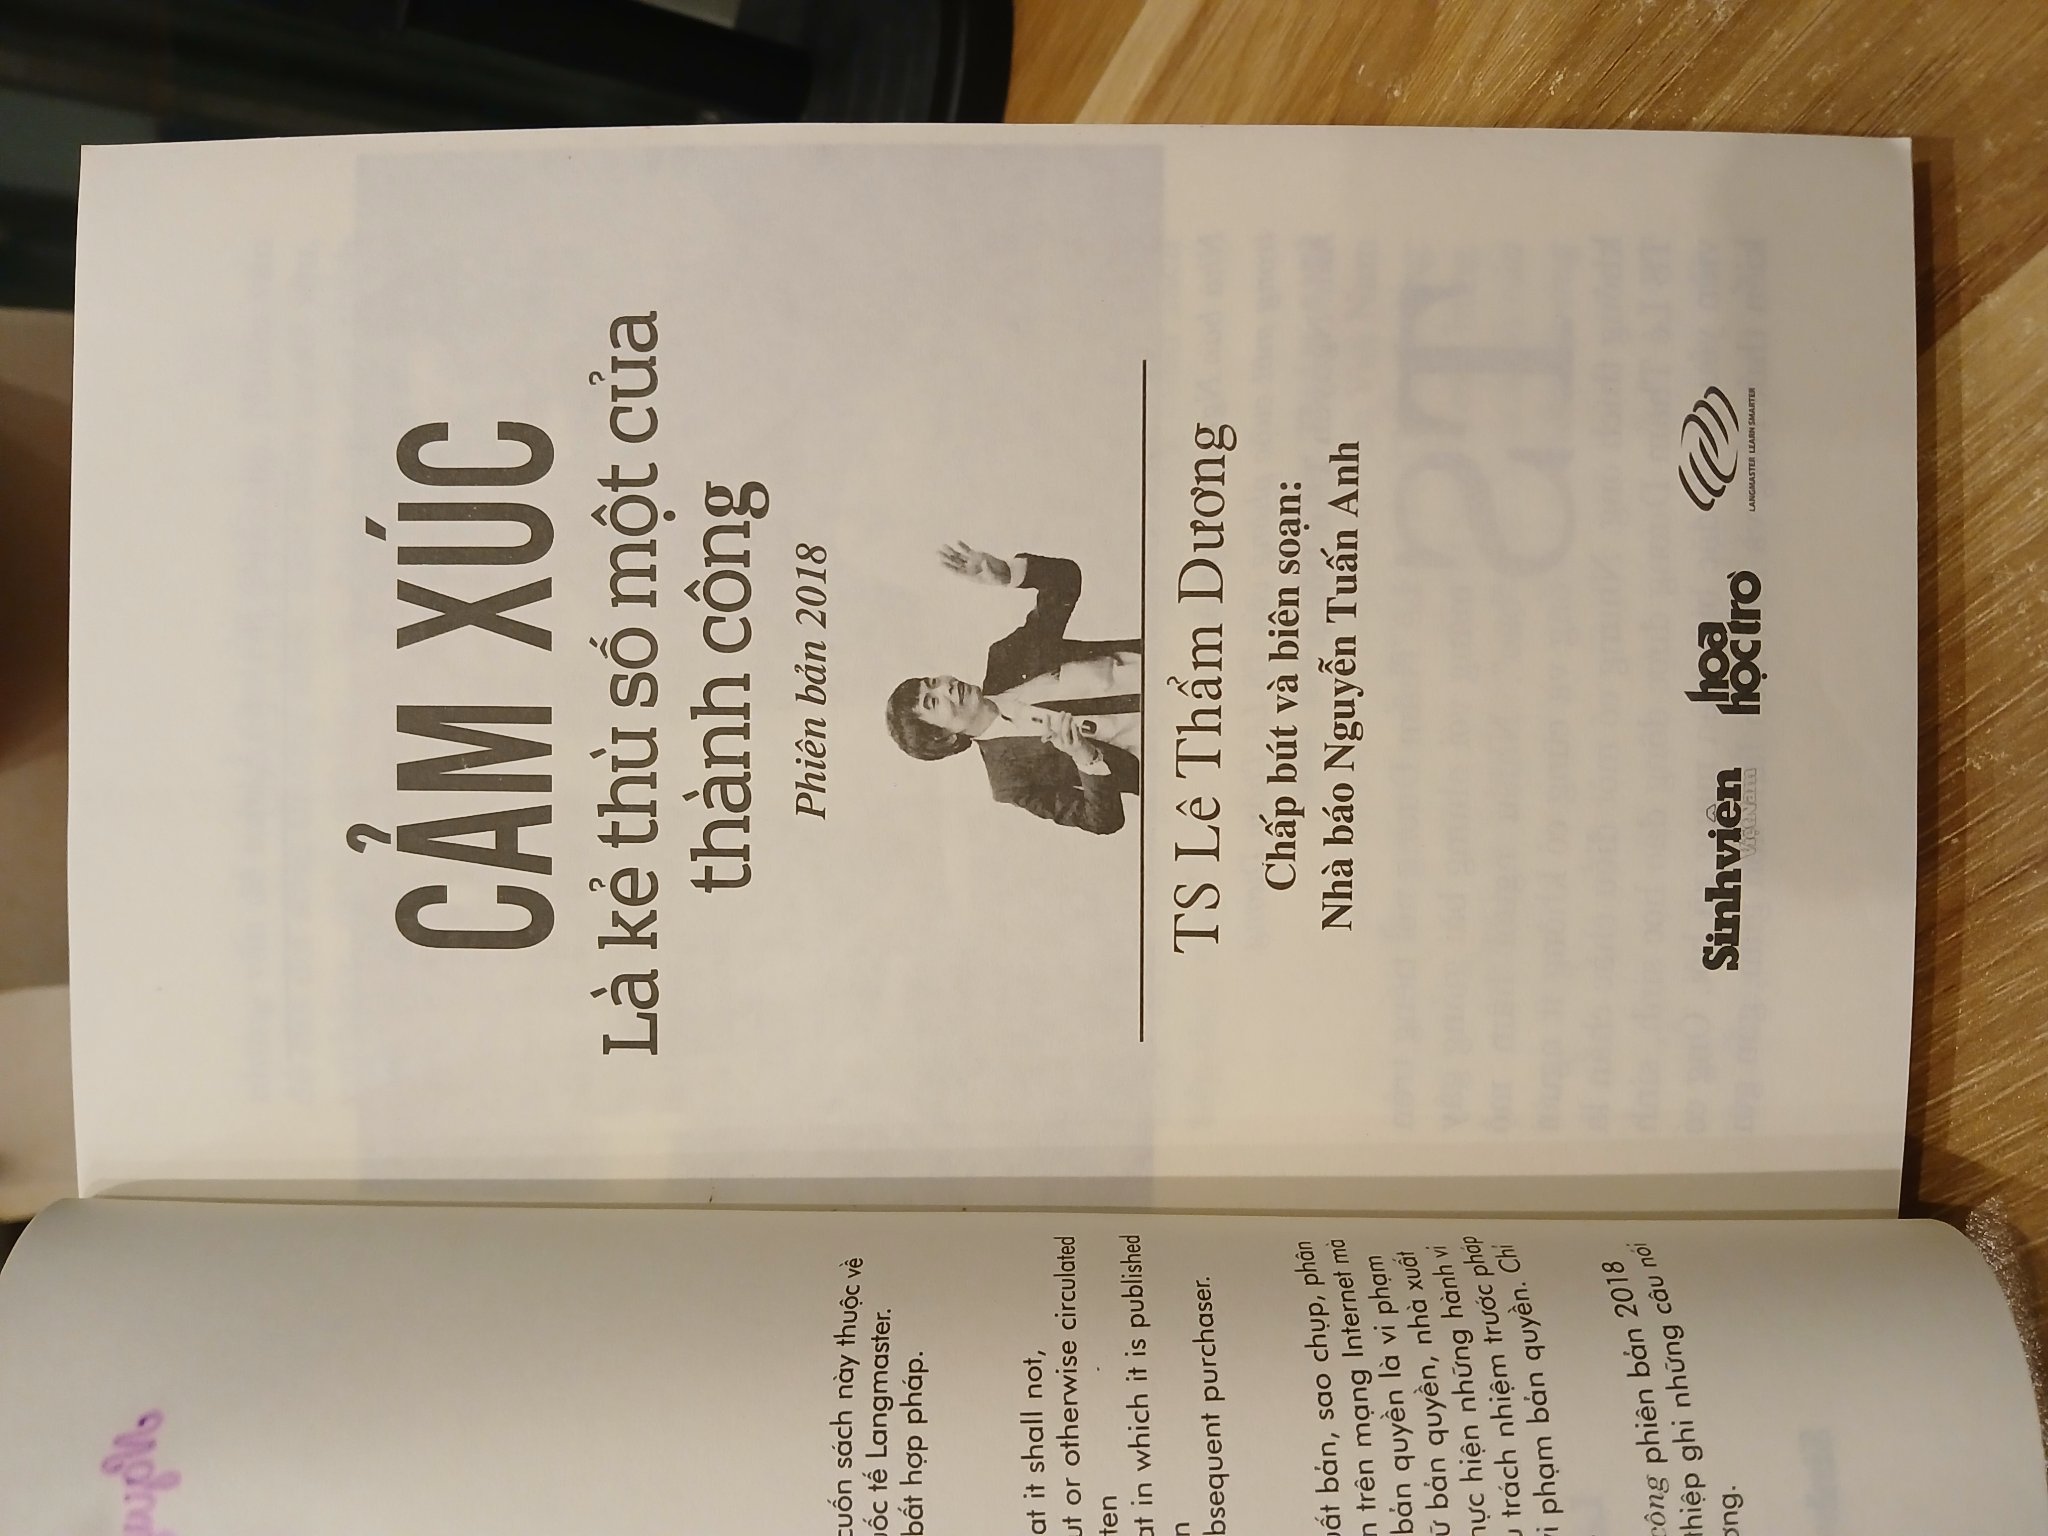 cuốn sách này thuộc về
ốc tế Langmaster.
bất hợp pháp.
at it shall not,
ut or otherwise circulated
ten
at in which it is published
n
bsequent purchaser.
ất bản, sao chụp, phân
n trên mạng Internet mà
bản quyền là vi phạm
ữ bản quyền, nhà xuất
hực hiện những hành vi
u trách nhiệm trước pháp
vi phạm bản quyền. Chỉ
công phiên bản 2018
thiệp ghi những câu nói
ơng.
CẢM XÚC
Là kẻ thù số một của
thành công
Phiên bản 2018
TS Lê Thẩm Dương
Chấp bút và biên soạn:
Nhà báo Nguyễn Tuấn Anh
Sinhviên
VIỆT NAM
hoa
học trò
LANGMASTER LEARN SMARTER